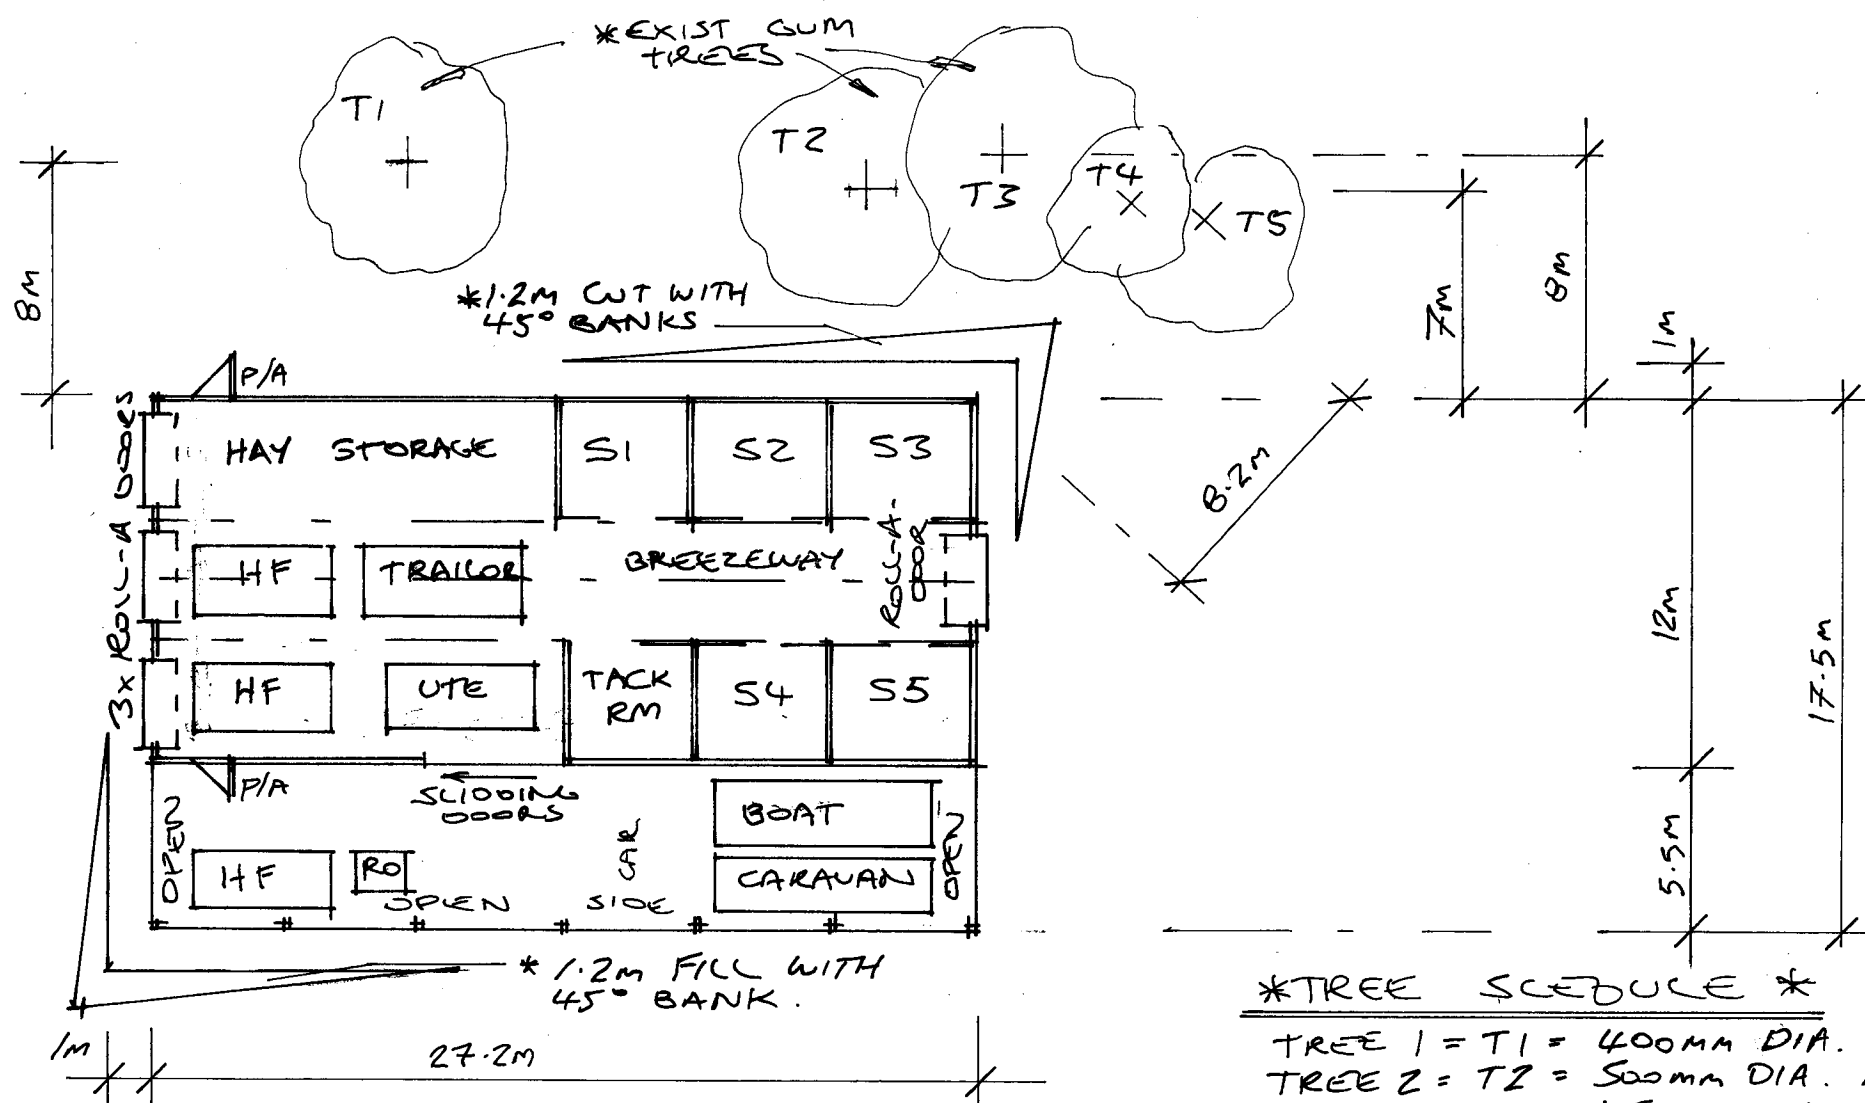 *EXIST GUM
TREES
T1
T2
T3
T4
T5
8M
*1.2M CUT WITH
45° BANKS
7M
8M
1M
P/A
3x ROLL-A DOORS
HAY STORAGE
S1
S2
S3
8.2M
HF
TRAILOR
BREEZEWAY
ROLL-A-
DOOR
12M
17.5M
HF
UTE
TACK
RM
S4
S5
P/A
SLIDDING
DOORS
BOAT
OPEN
HF
RO
OPEN
CAR
SIDE
CARAVAN
OPEN
5.5M
* 1.2M FILL WITH
45° BANK.
1M
27.2M
*TREE SCEDULE *
TREE 1 = T1 = 400MM DIA.
TREE 2 = T2 = 500MM DIA.